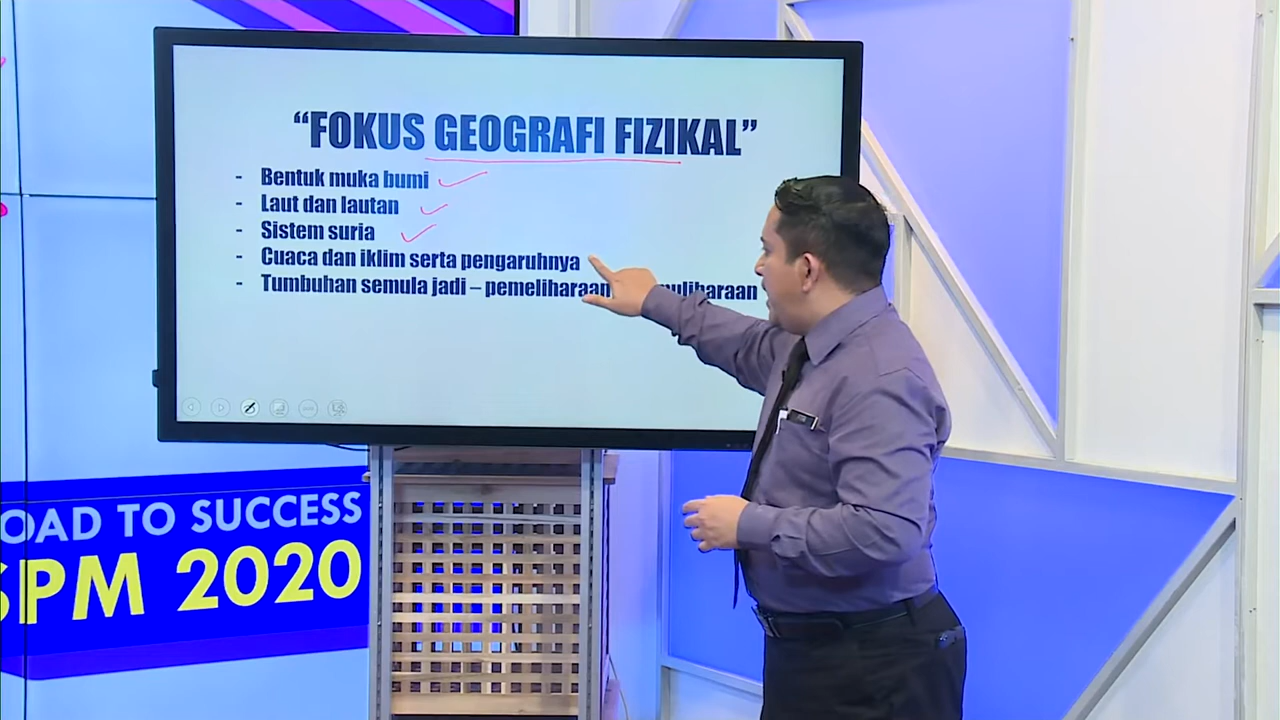 “FOKUS GEOGRAFI FIZIKAL”
- Bentuk muka bumi
- Laut dan lautan
- Sistem suria
- Cuaca dan iklim serta pengaruhnya
- Tumbuhan semula jadi – pemeliharaan
OAD TO SUCCESS
SPM 2020